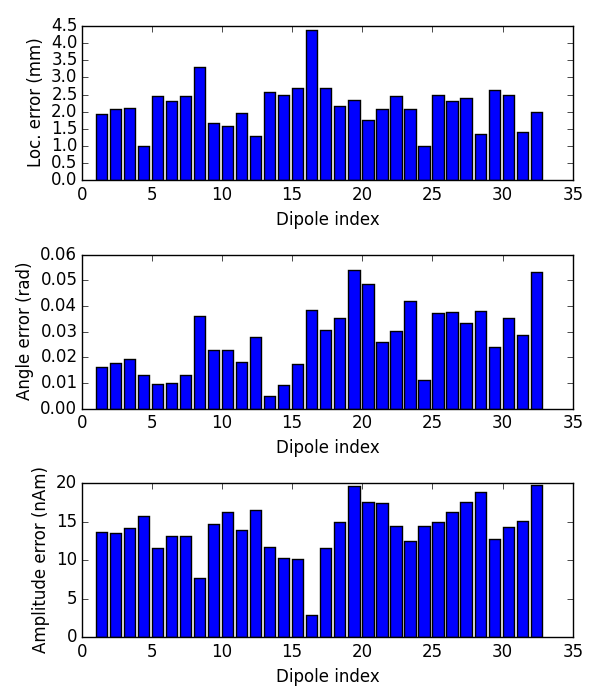 Loc. error (mm)
4.5
4.0
3.5
3.0
2.5
2.0
1.5
1.0
0.5
0.0
0 5 10 15 20 25 30 35
Dipole index
Angle error (rad)
0.06
0.05
0.04
0.03
0.02
0.01
0.00
0 5 10 15 20 25 30 35
Dipole index
Amplitude error (nAm)
20
15
10
5
0
0 5 10 15 20 25 30 35
Dipole index